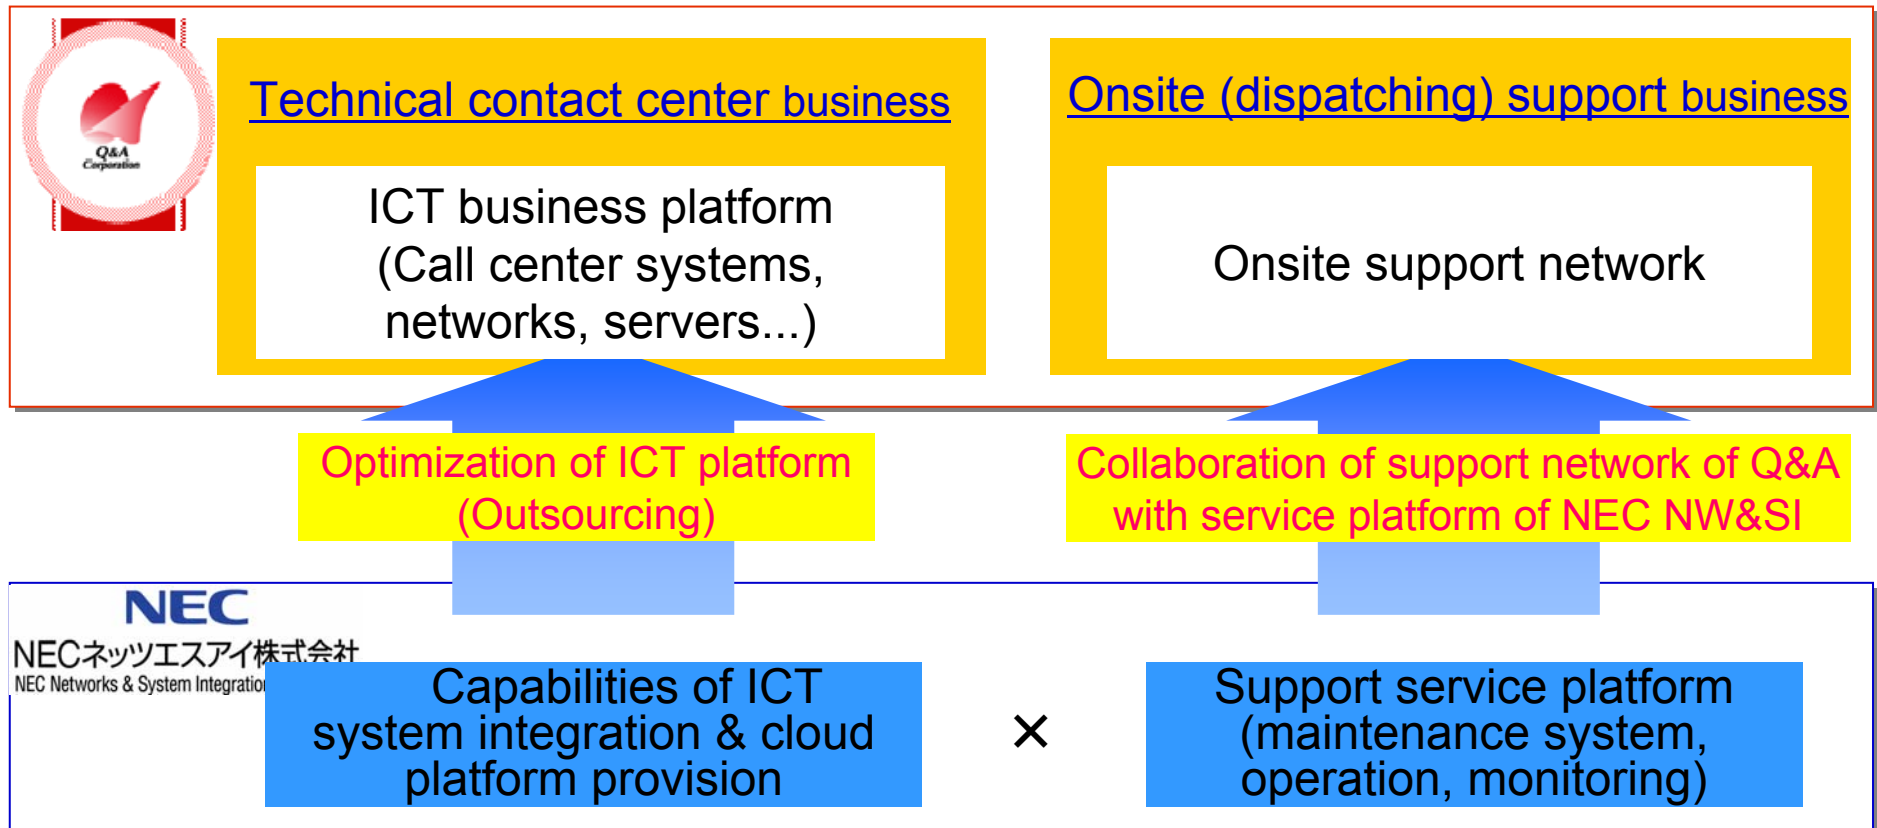 Q&A
Corporation
Technical contact center business
ICT business platform
(Call center systems,
networks, servers...)
Onsite (dispatching) support business
Onsite support network
Optimization of ICT platform
(Outsourcing)
Collaboration of support network of Q&A
with service platform of NEC NW&SI
NEC
NECネッツエスアイ株式会社
NEC Networks & System Integration
Capabilities of ICT
system integration & cloud
platform provision
×
Support service platform
(maintenance system,
operation, monitoring)